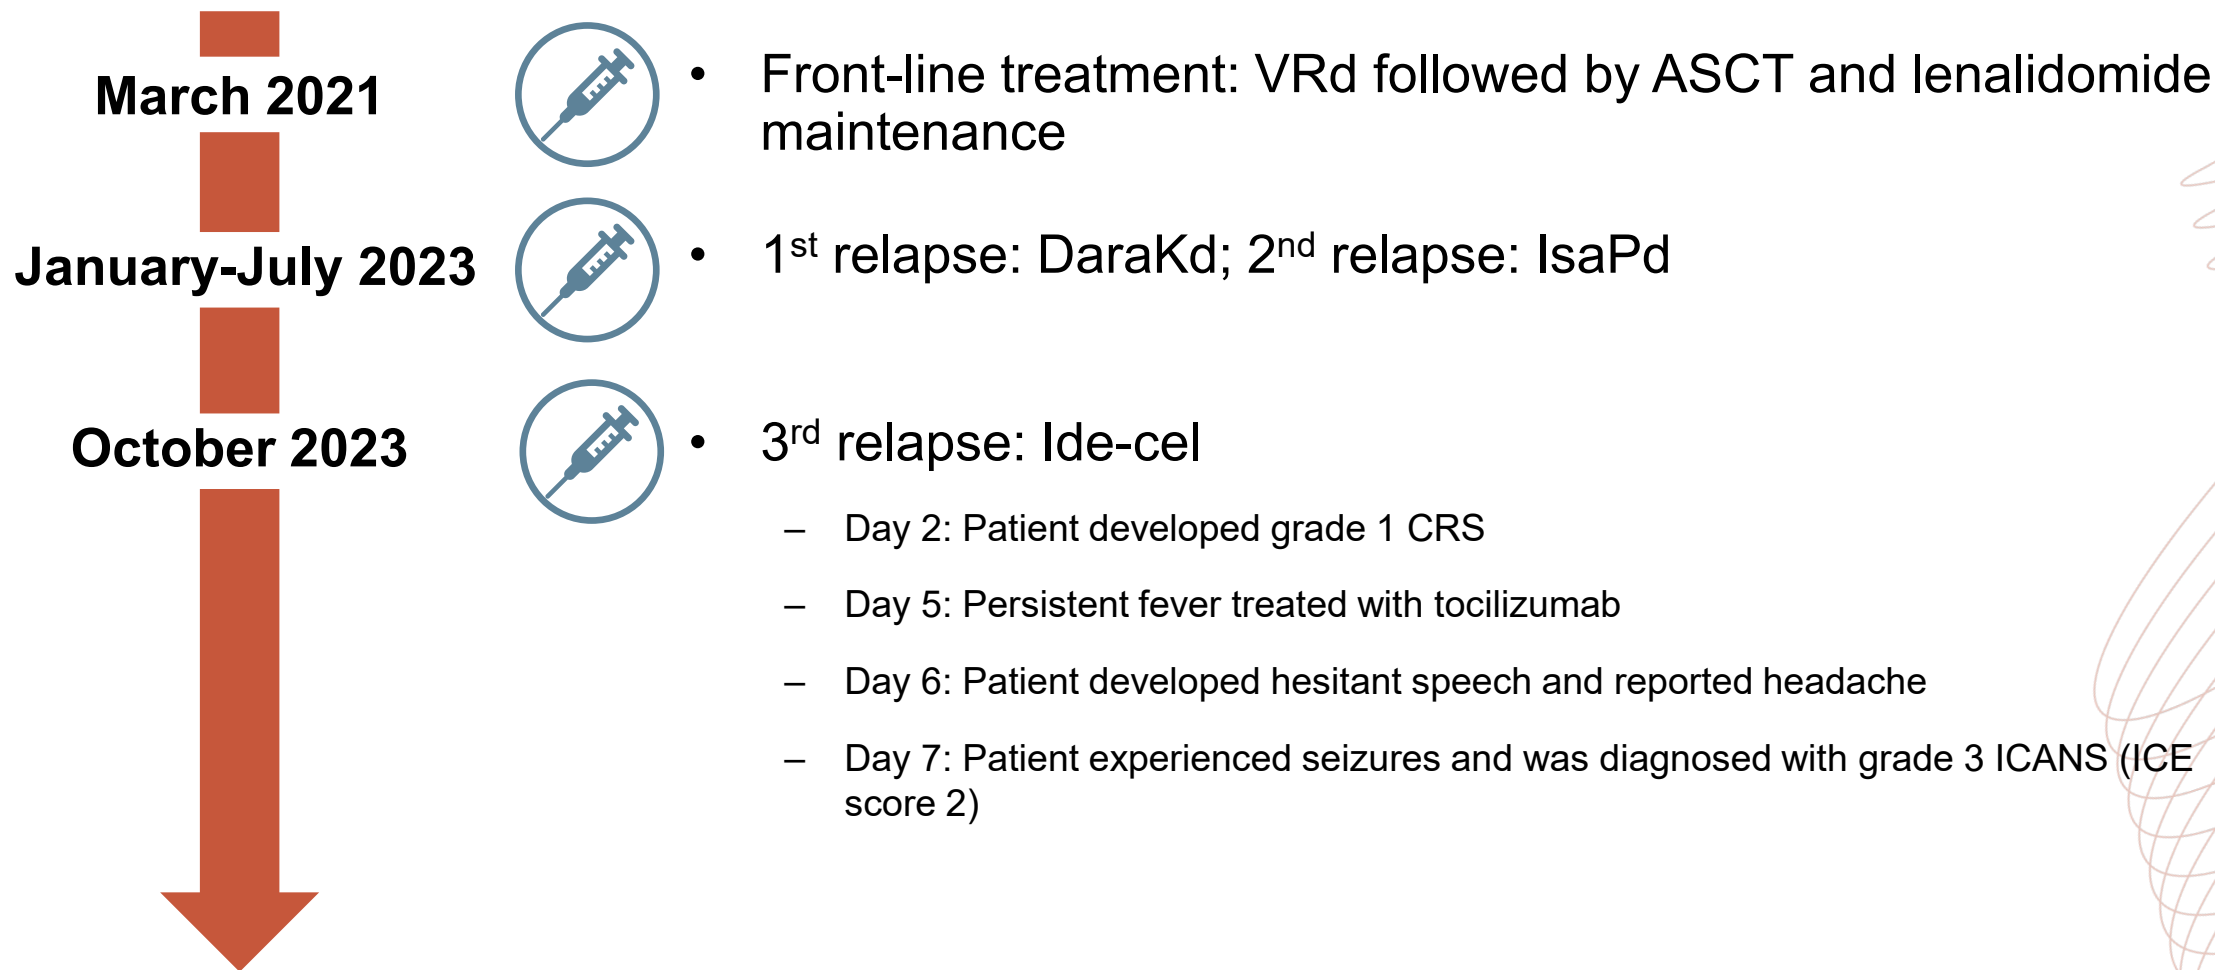 March 2021
• Front-line treatment: VRd followed by ASCT and lenalidomide
maintenance
January-July 2023
• 1st relapse: DaraKd; 2nd relapse: IsaPd
October 2023
• 3rd relapse: Ide-cel
– Day 2: Patient developed grade 1 CRS
– Day 5: Persistent fever treated with tocilizumab
– Day 6: Patient developed hesitant speech and reported headache
– Day 7: Patient experienced seizures and was diagnosed with grade 3 ICANS (ICE
score 2)